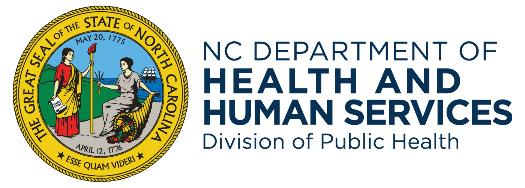 THE GREAT SEAL OF THE STATE OF NORTH CAROLINA
MAY 20, 1775
APRIL 12, 1776
★ ESSE QUAM VIDERI ★
NC DEPARTMENT OF
HEALTH AND
HUMAN SERVICES
Division of Public Health